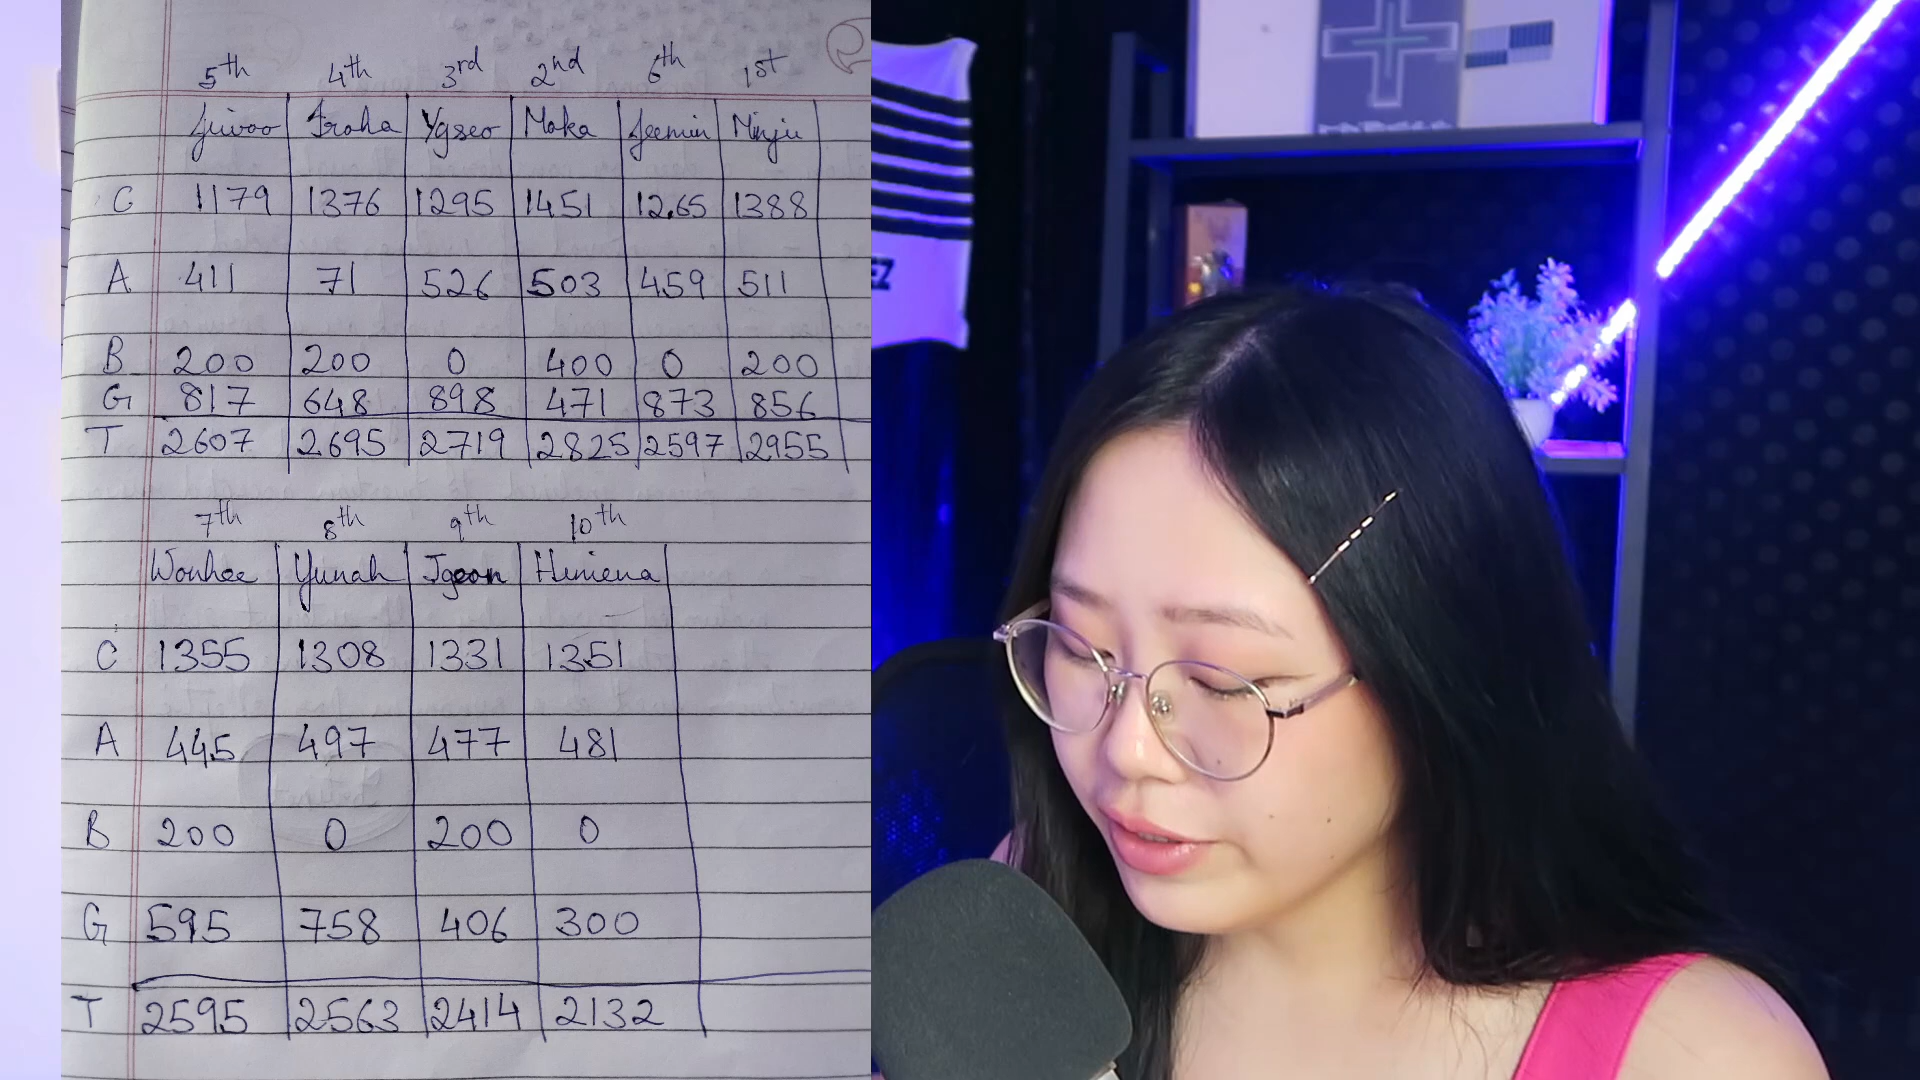 5th 4th 3rd 2nd 6th 1st
Jiwoo Iroha Ygseo Moka Jeemin Minju
C 1179 1376 1295 1451 1265 1388
A 411 71 526 503 459 511
B 200 200 0 400 0 200
G 817 648 898 471 873 856
T 2607 2695 2719 2825 2597 2955
7th 8th 9th 10th
Wonhee Yunah Jgeon Himena
C 1355 1308 1331 1351
A 445 497 477 481
B 200 0 200 0
G 595 758 406 300
T 2595 2563 2414 2132